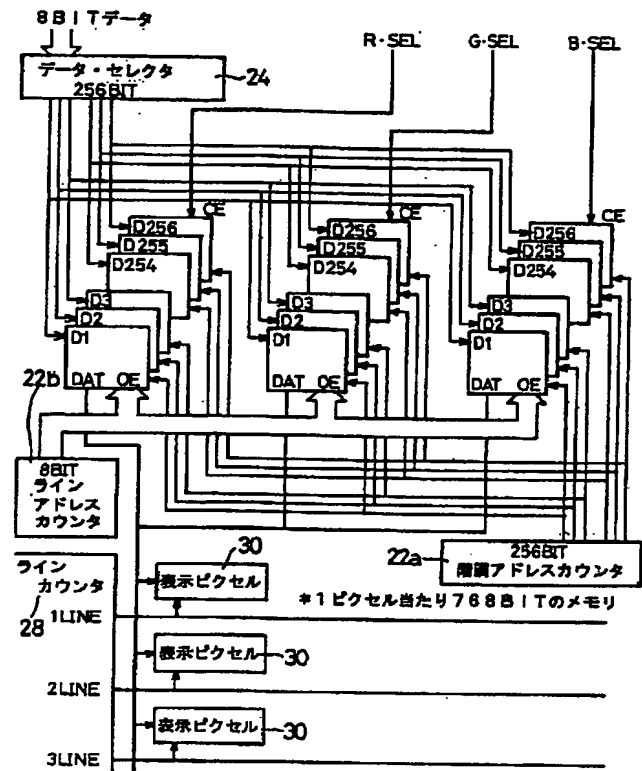 8BITデータ
R·SEL G·SEL B·SEL
データ・セレクタ
256BIT
24
CE CE CE
D256 D256 D256
D255 D255 D255
D254 D254 D254
D3 D3 D3
D2 D2 D2
D1 D1 D1
DAT OE DAT OE DAT OE
22b
8BIT
ライン
アドレス
カウンタ
256BIT
階調アドレスカウンタ
22a
*1ピクセル当たり768BITのメモリ
ライン
カウンタ
28
30
表示ピクセル
1LINE
表示ピクセル
30
2LINE
表示ピクセル
30
3LINE